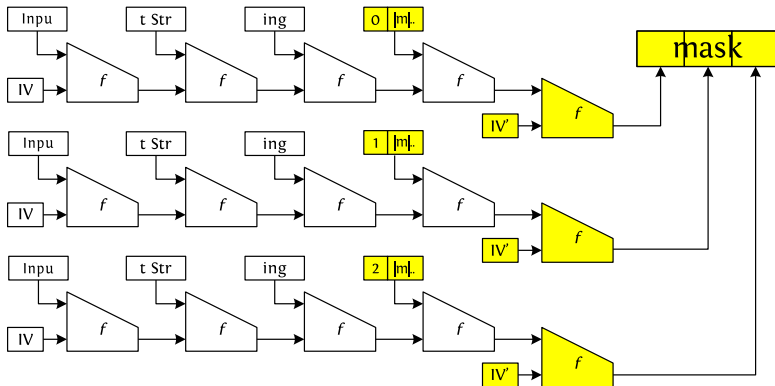 Inpu t Str ing 0 |m|..
mask
IV f f f f
IV' f
Inpu t Str ing 1 |m|..
IV f f f f
IV' f
Inpu t Str ing 2 |m|..
IV f f f f
IV' f